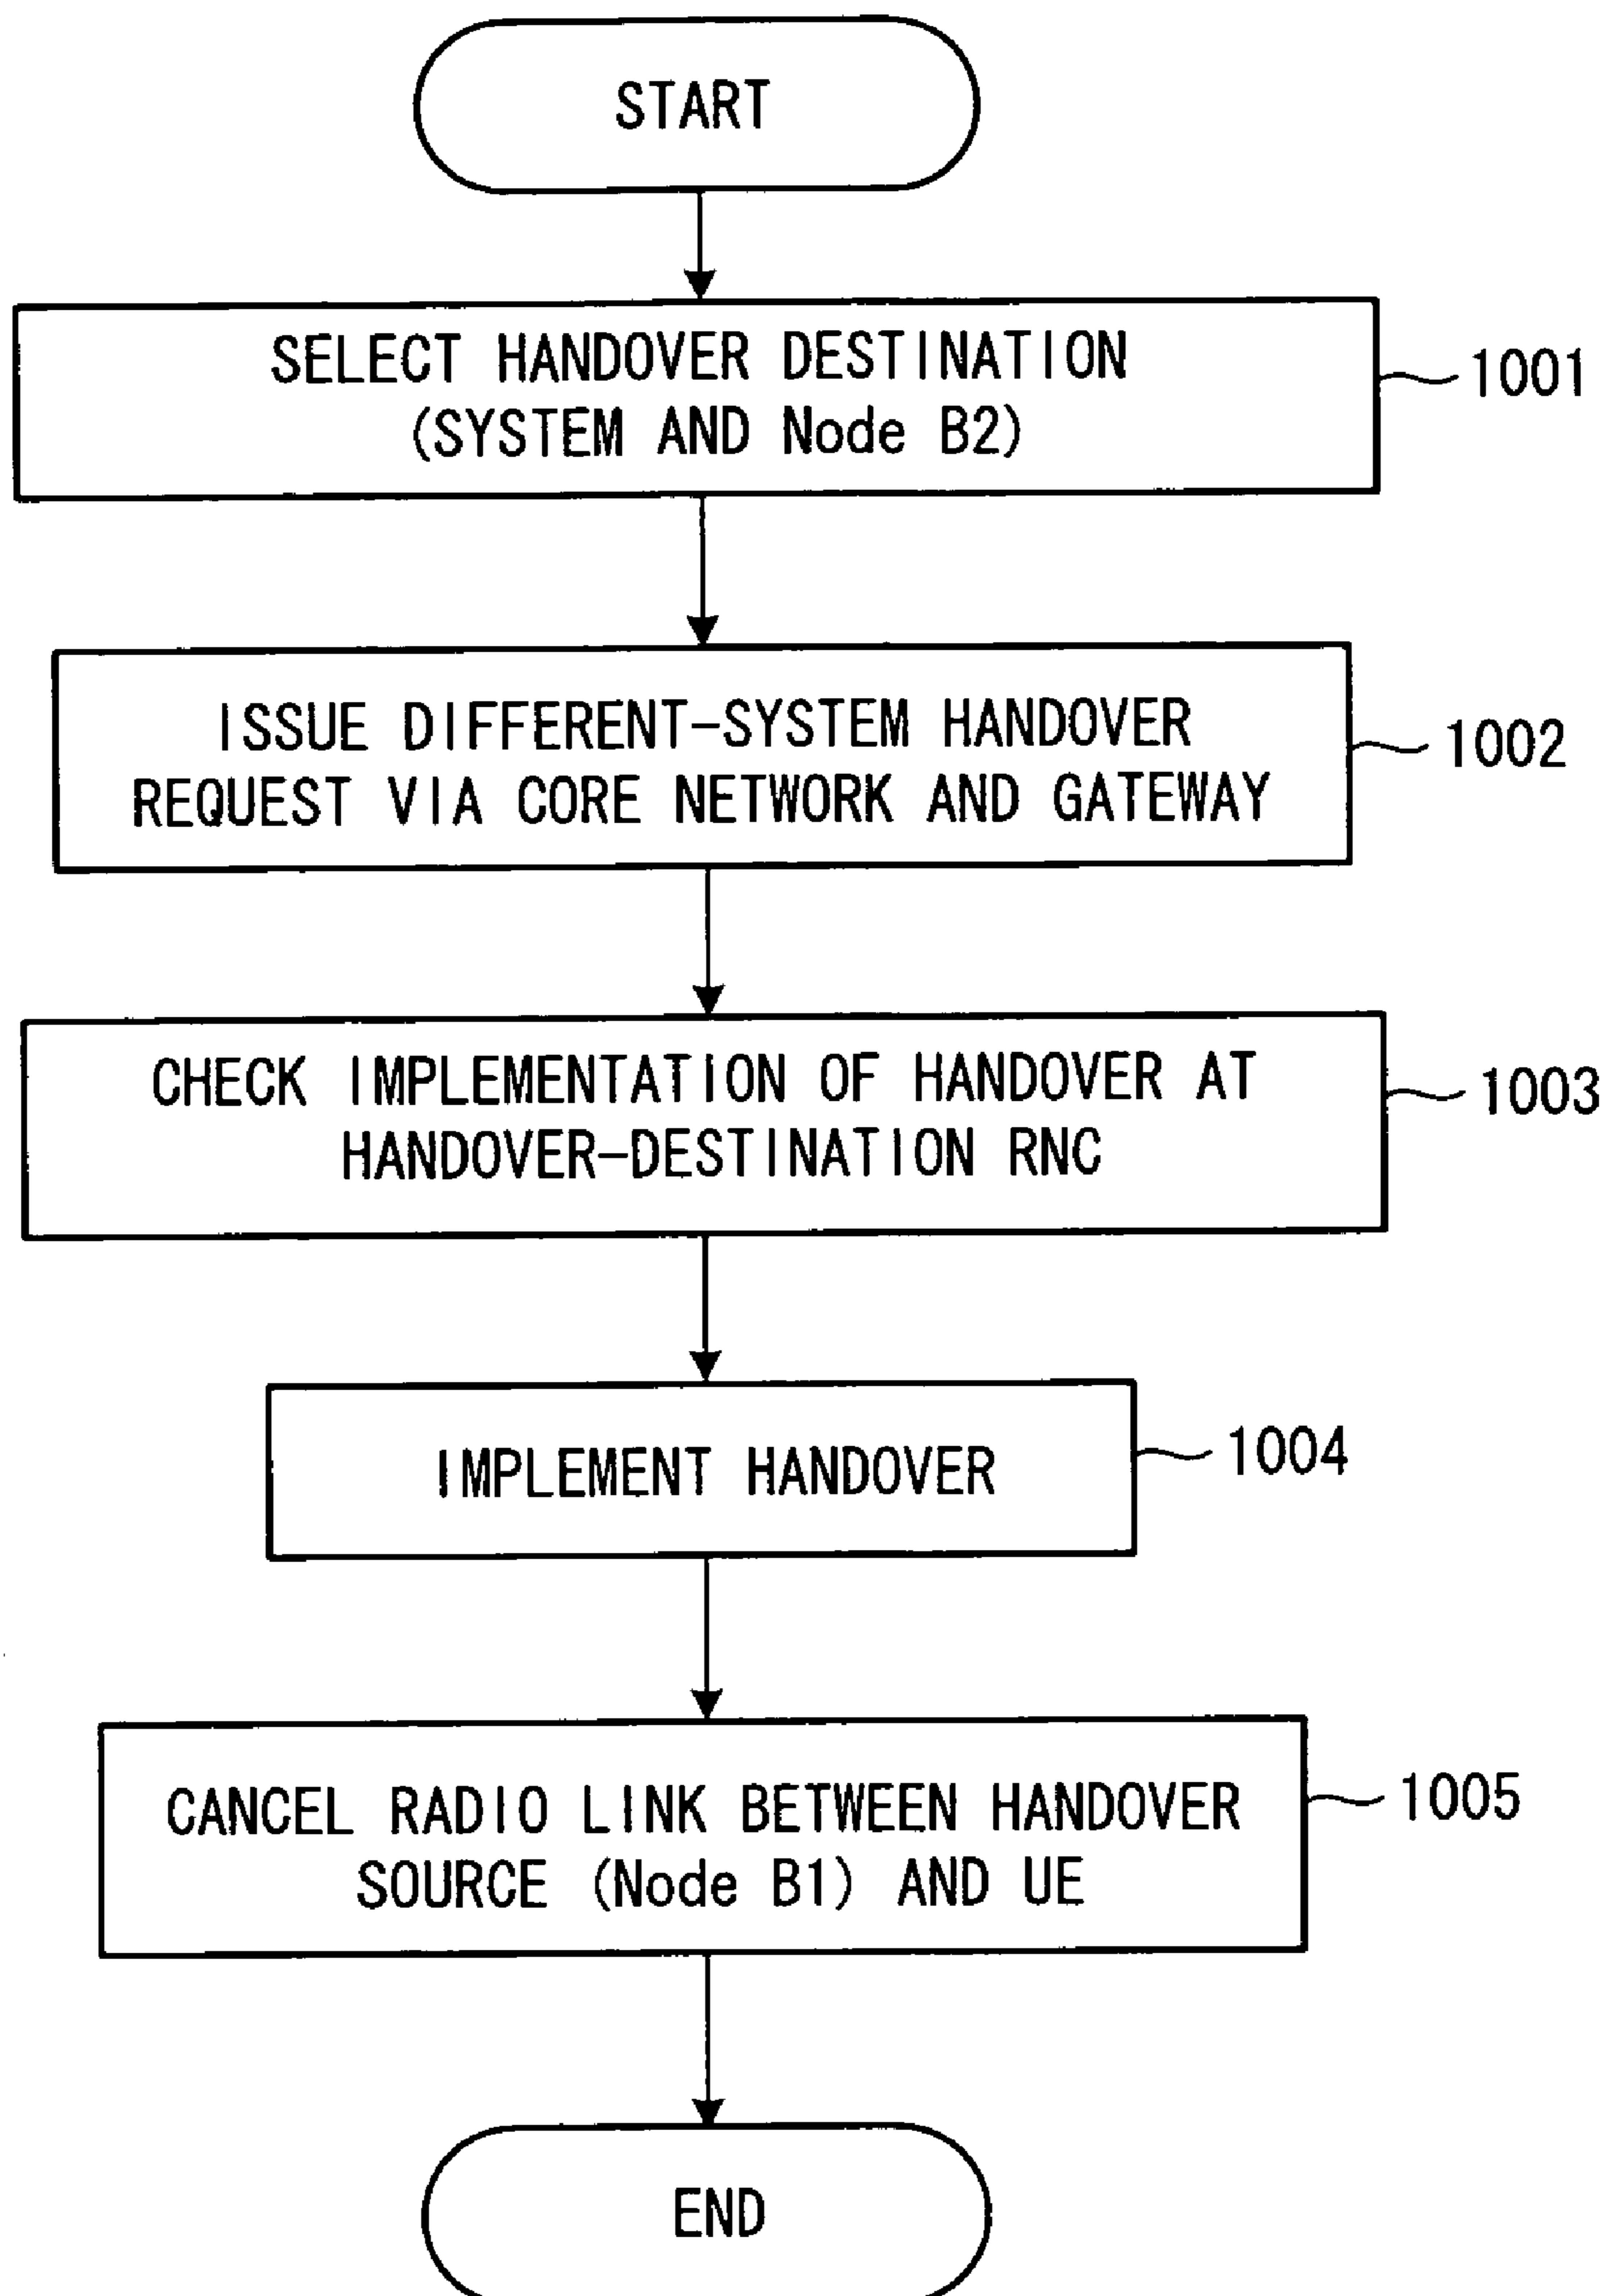 START
SELECT HANDOVER DESTINATION
(SYSTEM AND Node B2)
1001
ISSUE DIFFERENT-SYSTEM HANDOVER
REQUEST VIA CORE NETWORK AND GATEWAY
1002
CHECK IMPLEMENTATION OF HANDOVER AT
HANDOVER-DESTINATION RNC
1003
IMPLEMENT HANDOVER
1004
CANCEL RADIO LINK BETWEEN HANDOVER
SOURCE (Node B1) AND UE
1005
END